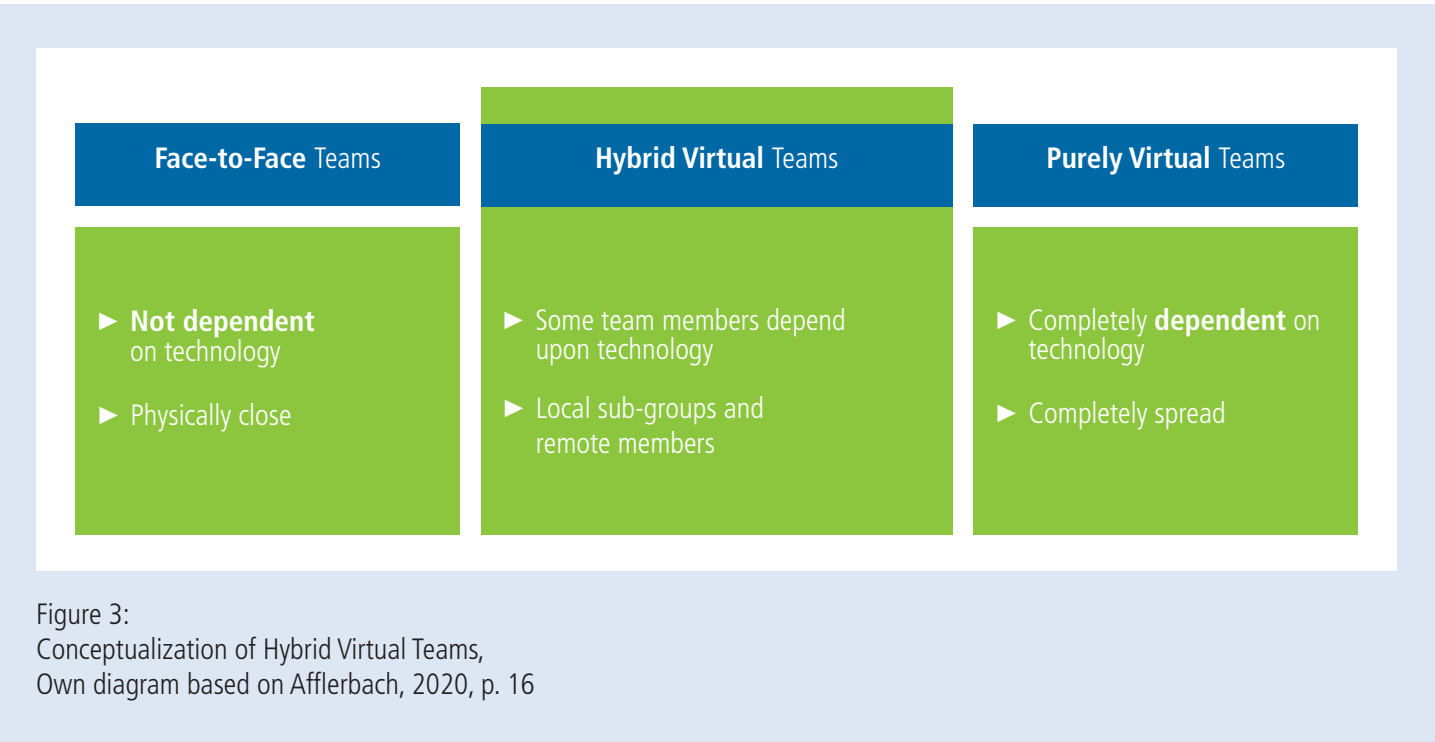 Face-to-Face Teams
► Not dependent
on technology
► Physically close
Hybrid Virtual Teams
► Some team members depend
upon technology
► Local sub-groups and
remote members
Purely Virtual Teams
► Completely dependent on
technology
► Completely spread
Figure 3:
Conceptualization of Hybrid Virtual Teams,
Own diagram based on Afflerbach, 2020, p. 16